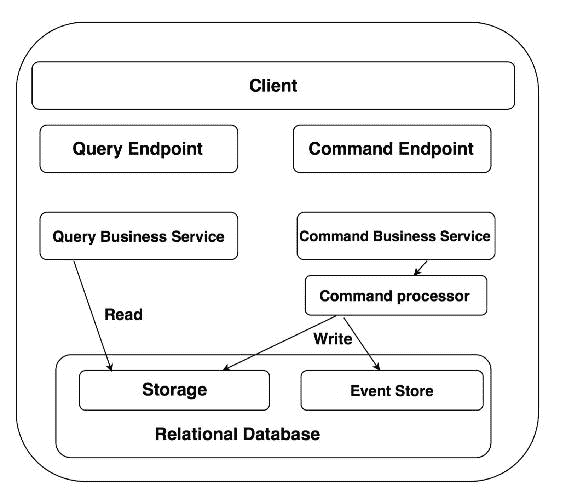 Client
Query Endpoint
Command Endpoint
Query Business Service
Command Business Service
Command processor
Read
Write
Storage
Event Store
Relational Database